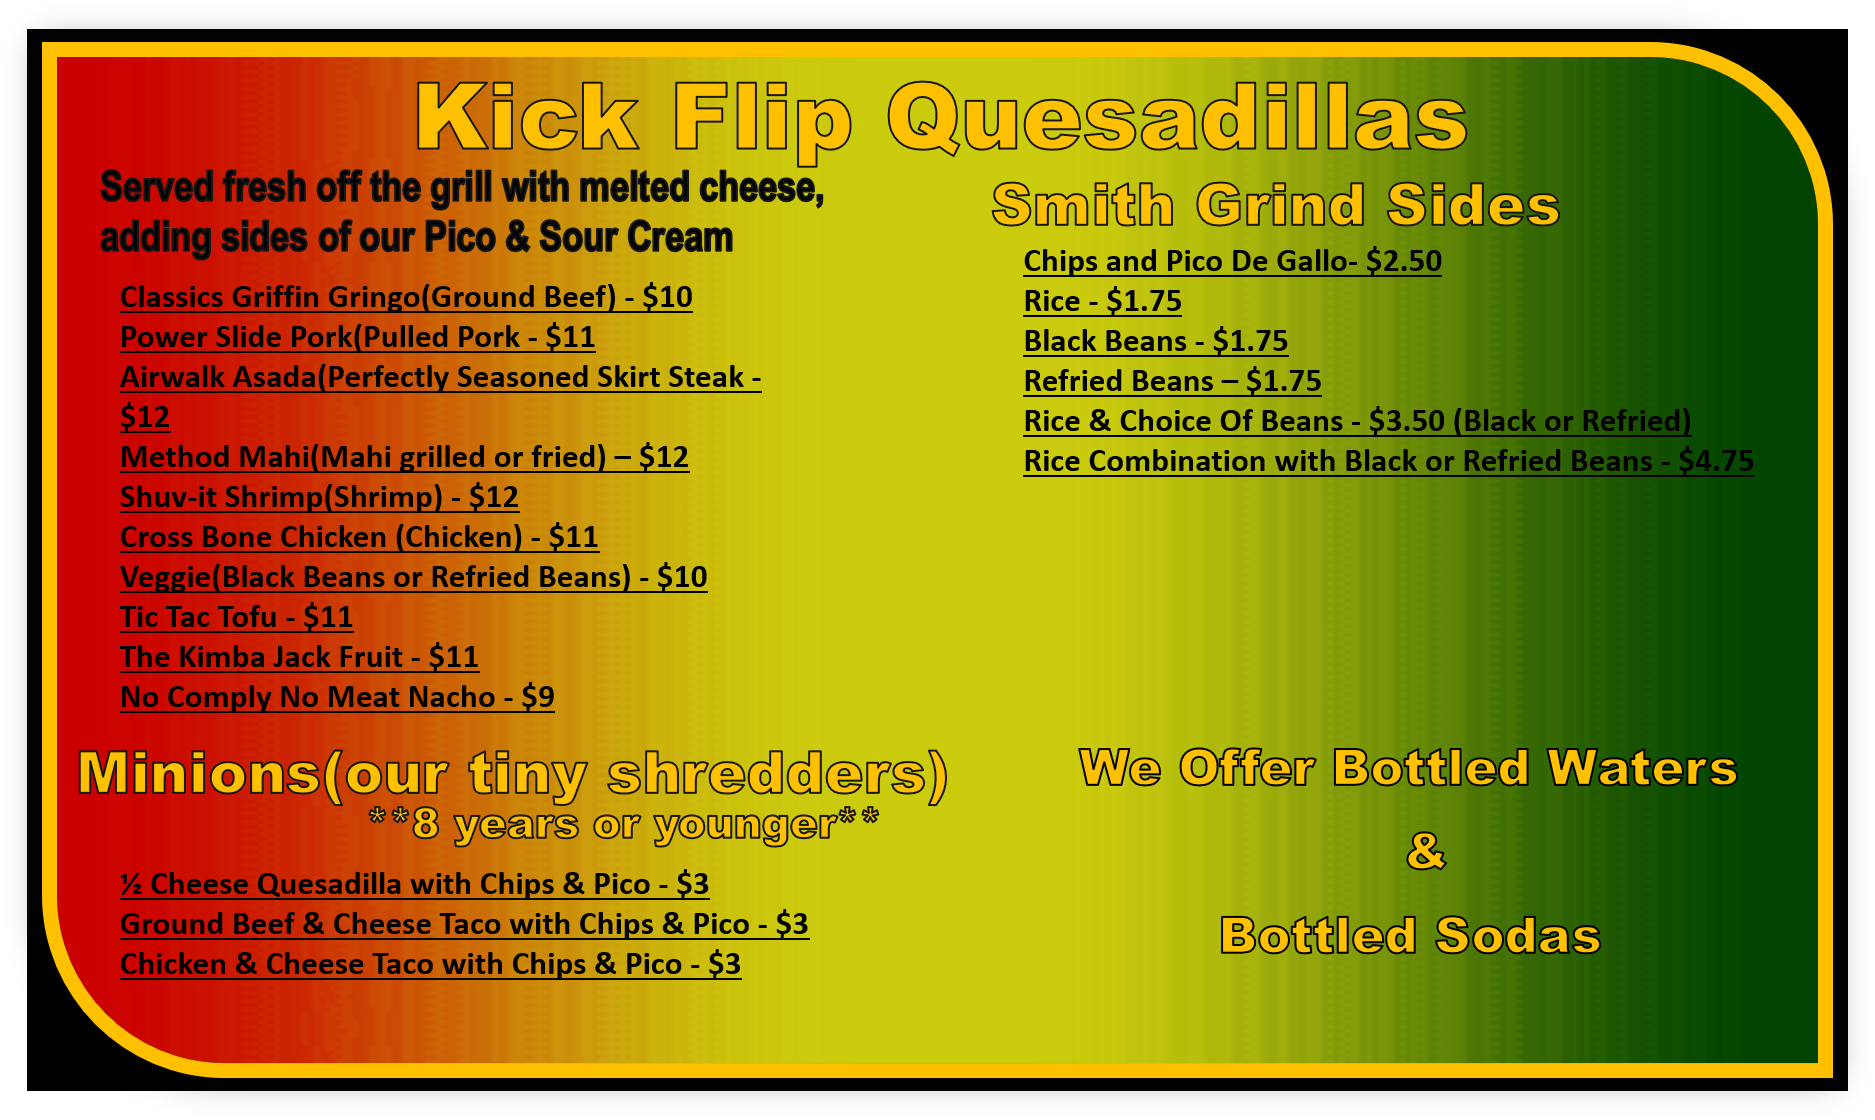 Kick Flip Quesadillas
Served fresh off the grill with melted cheese,
adding sides of our Pico & Sour Cream
Classics Griffin Gringo(Ground Beef) - $10
Power Slide Pork(Pulled Pork - $11
Airwalk Asada(Perfectly Seasoned Skirt Steak -
$12
Method Mahi(Mahi grilled or fried) – $12
Shuv-it Shrimp(Shrimp) - $12
Cross Bone Chicken (Chicken) - $11
Veggie(Black Beans or Refried Beans) - $10
Tic Tac Tofu - $11
The Kimba Jack Fruit - $11
No Comply No Meat Nacho - $9
Smith Grind Sides
Chips and Pico De Gallo- $2.50
Rice - $1.75
Black Beans - $1.75
Refried Beans – $1.75
Rice & Choice Of Beans - $3.50 (Black or Refried)
Rice Combination with Black or Refried Beans - $4.75
Minions(our tiny shredders)
**8 years or younger**
½ Cheese Quesadilla with Chips & Pico - $3
Ground Beef & Cheese Taco with Chips & Pico - $3
Chicken & Cheese Taco with Chips & Pico - $3
We Offer Bottled Waters
&
Bottled Sodas